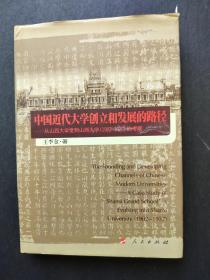 中国近代大学创立和发展的路径
——从山西大学堂到山西大学(1902-1937)的考察
王李金·著
The Founding and Developing
Channels of Chinese
Modern Universities
——A Case Study of
"Shanxi Grand School"
Evolving into Shanxi
University (1902-1937)
人民出版社